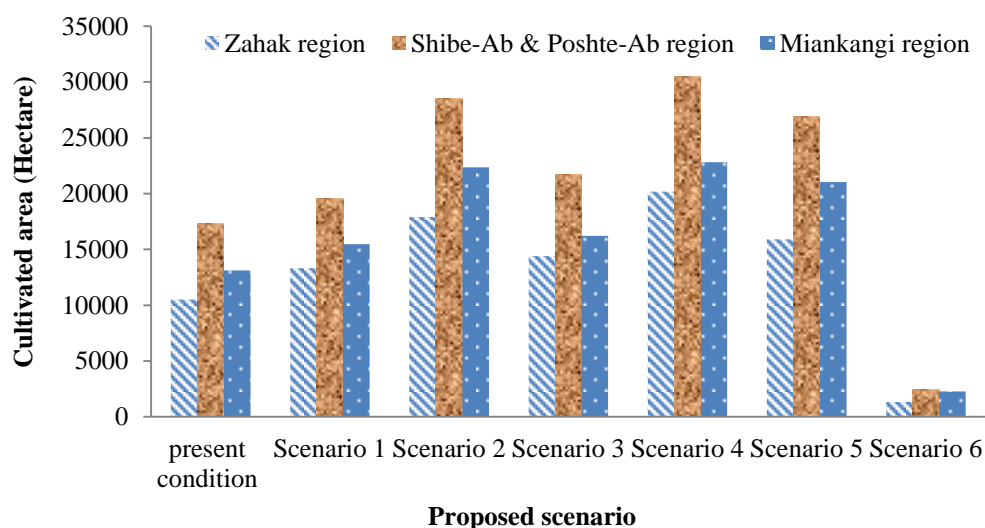 35000
Zahak region Shibe-Ab & Poshte-Ab region Miankangi region
30000
25000
20000
15000
10000
5000
0
Cultivated area (Hectare)
present condition Scenario 1 Scenario 2 Scenario 3 Scenario 4 Scenario 5 Scenario 6
Proposed scenario